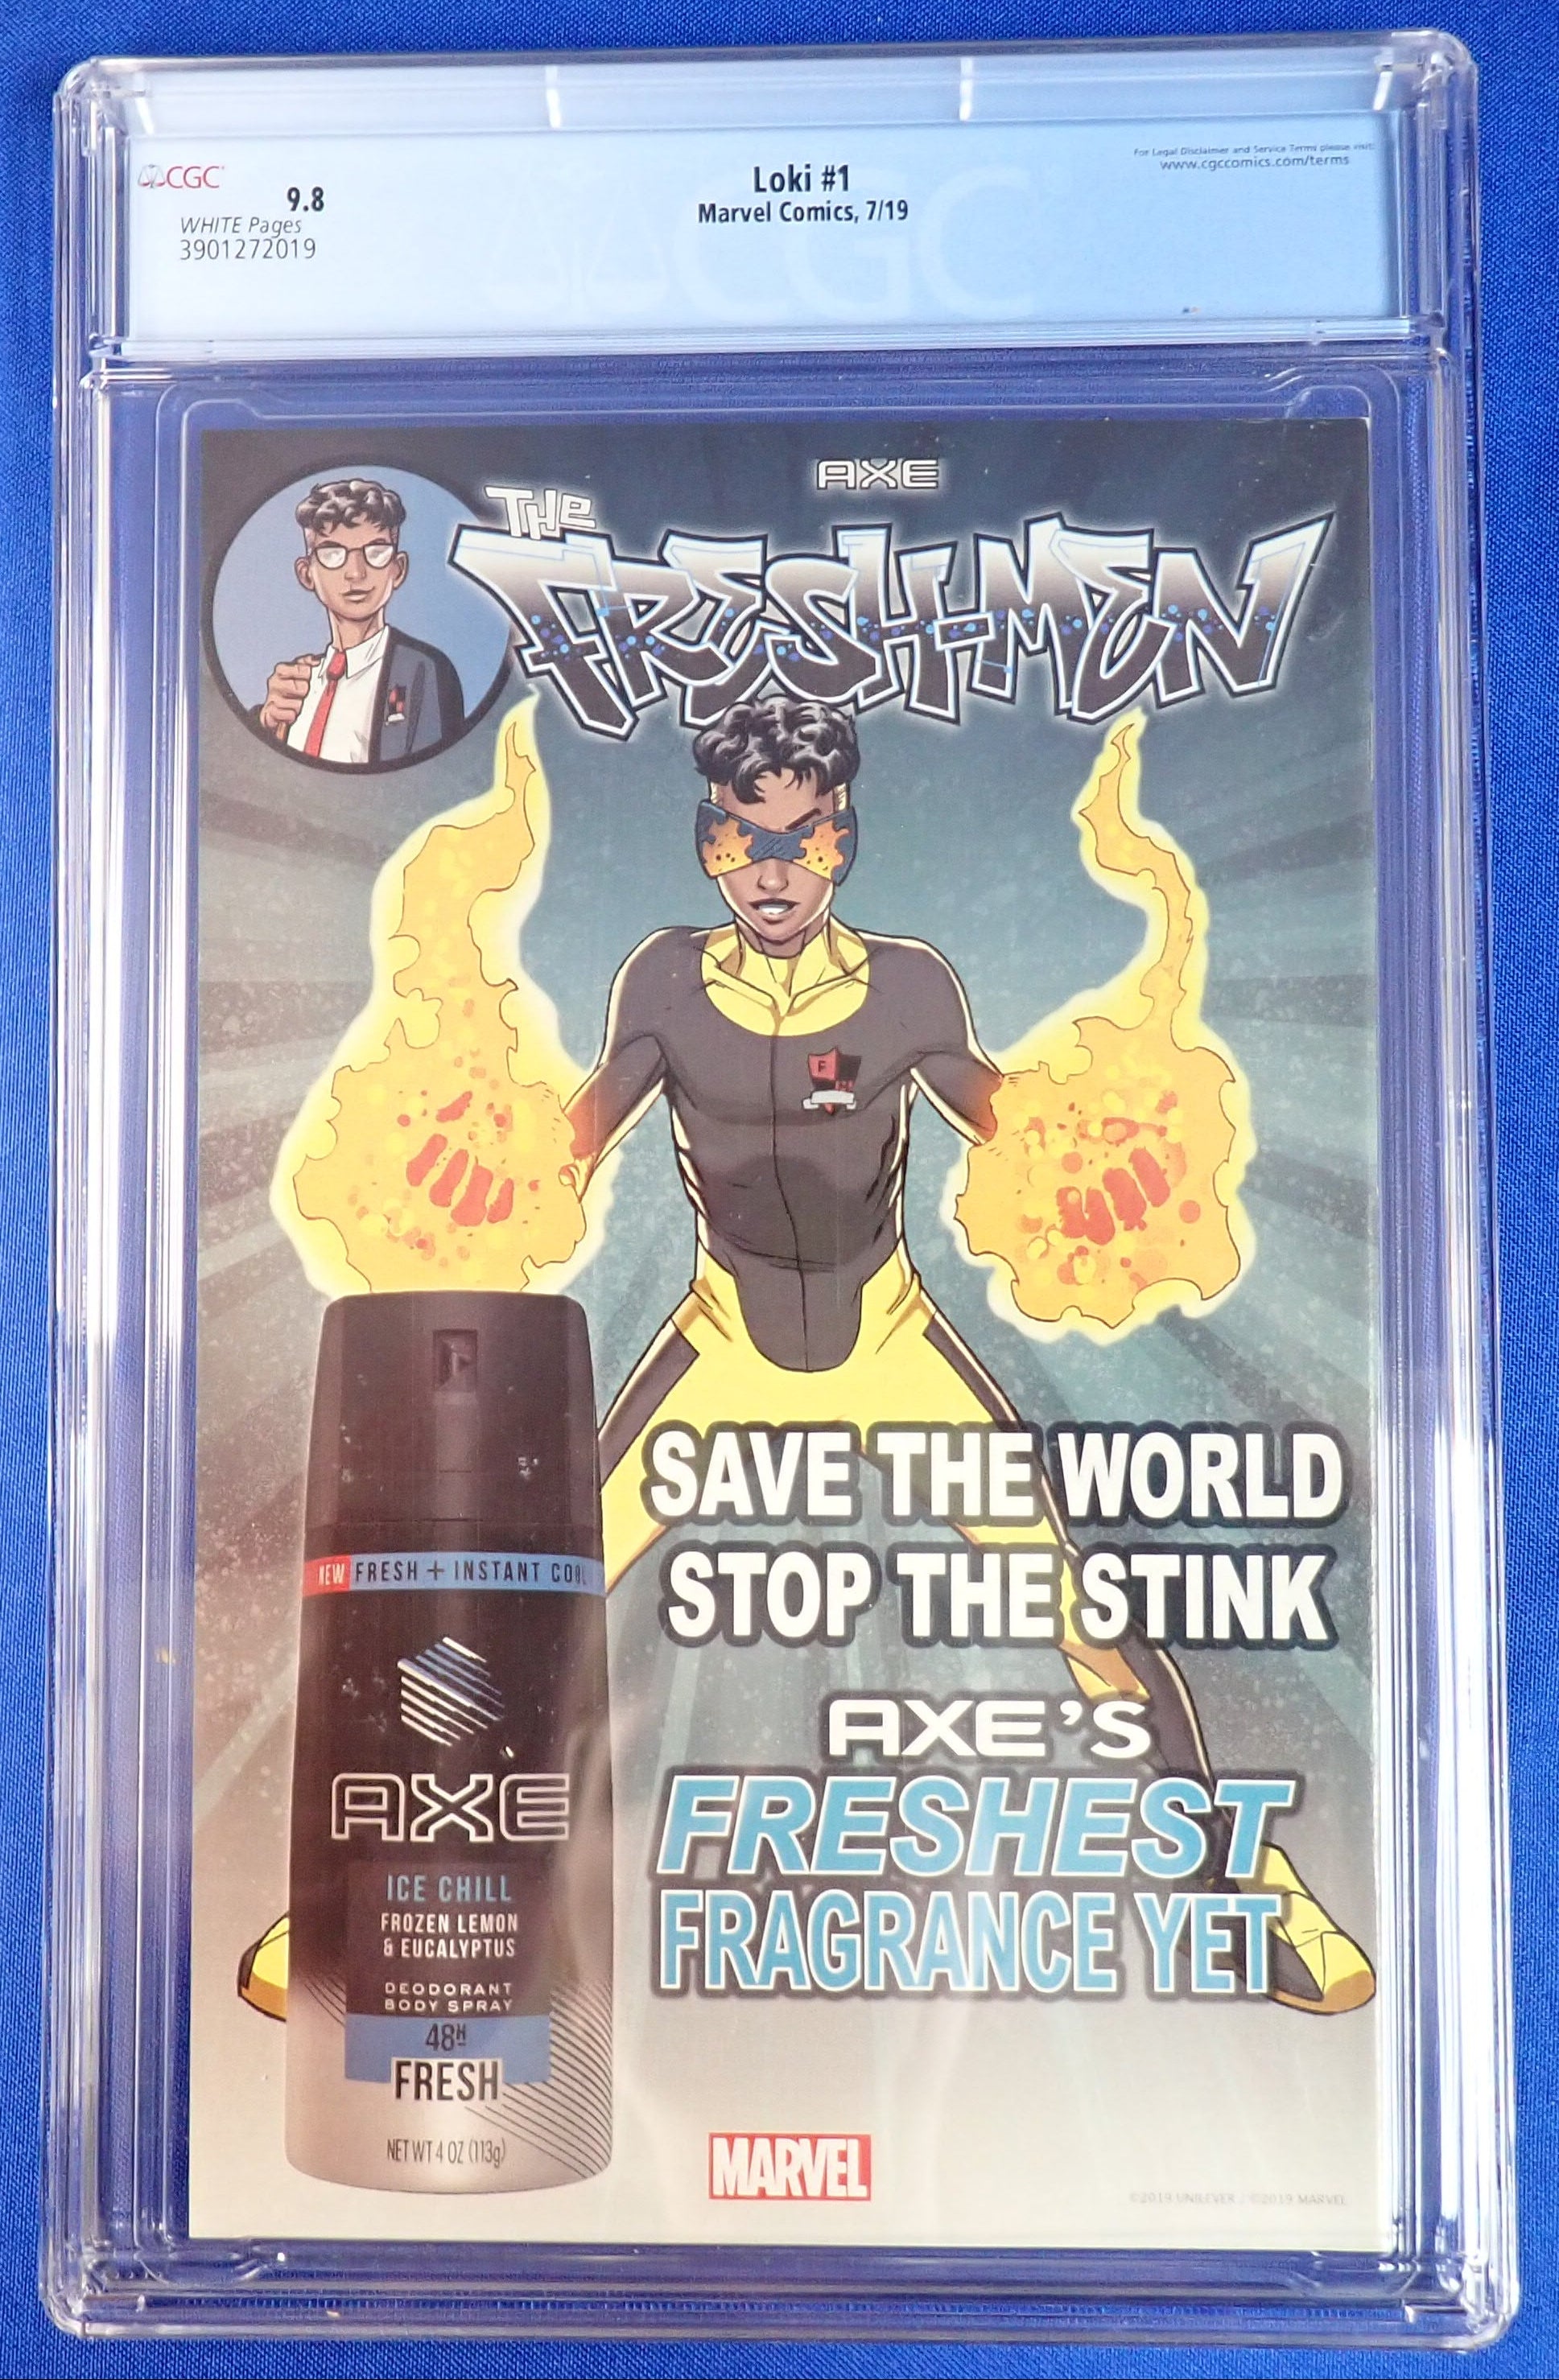 CGC
9.8
WHITE Pages
3901272019
Loki #1
Marvel Comics, 7/19
For Legal Disclaimer and Service Terms please visit:
www.cgccomics.com/terms
CGC
AXE
THE
FRESH-MEN
F
SAVE THE WORLD
STOP THE STINK
AXE'S
FRESHEST
FRAGRANCE YET
NEW FRESH + INSTANT COOL
AXE
ICE CHILL
FROZEN LEMON
& EUCALYPTUS
DEODORANT
BODY SPRAY
48H
FRESH
NET WT 4 OZ (113g)
MARVEL
©2019 UNILEVER / ©2019 MARVEL